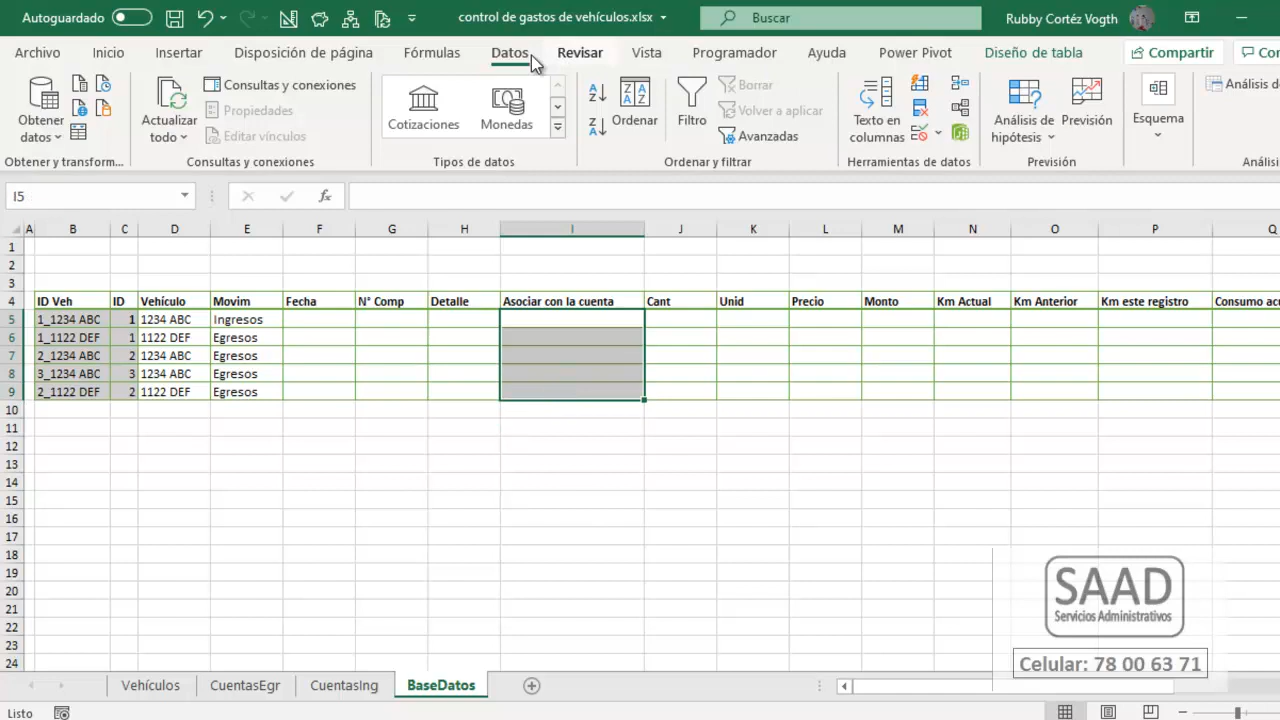 Autoguardado
control de gastos de vehículos.xlsx
Buscar
Rubby Cortéz Vogth
Archivo Inicio Insertar Disposición de página Fórmulas Datos Revisar Vista Programador Ayuda Power Pivot Diseño de tabla Compartir
Obtener datos
Actualizar todo
Consultas y conexiones
Propiedades
Editar vínculos
Cotizaciones
Monedas
Ordenar
Filtro
Borrar
Volver a aplicar
Avanzadas
Texto en columnas
Análisis de hipótesis
Previsión
Esquema
Análisis d
Obtener y transform... Consultas y conexiones Tipos de datos Ordenar y filtrar Herramientas de datos Previsión Análisi
I5 fx
A B C D E F G H I J K L M N O P Q
1
2
3
4 ID Veh ID Vehículo Movim Fecha N° Comp Detalle Asociar con la cuenta Cant Unid Precio Monto Km Actual Km Anterior Km este registro Consumo acu
5 1_1234 ABC 1 1234 ABC Ingresos
6 1_1122 DEF 1 1122 DEF Egresos
7 2_1234 ABC 2 1234 ABC Egresos
8 3_1234 ABC 3 1234 ABC Egresos
9 2_1122 DEF 2 1122 DEF Egresos
10
11
12
13
14
15
16
17
18
19
20
21
22
23
24
SAAD
Servicios Administrativos
Celular: 78 00 63 71
Vehículos CuentasEgr CuentasIng BaseDatos
Listo